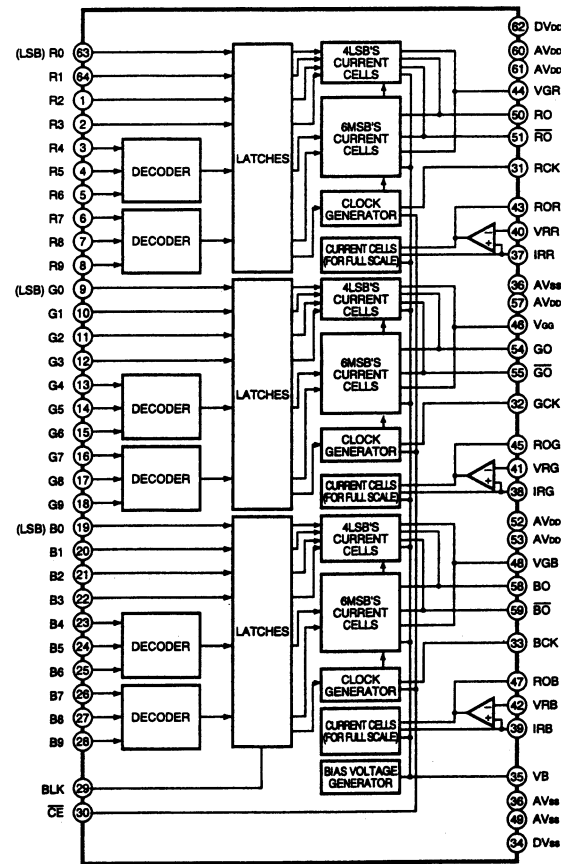 (LSB) R0 63
R1 64
R2 1
R3 2
R4 3
R5 4
R6 5
R7 6
R8 7
R9 8
DECODER
DECODER
LATCHES
4LSB'S CURRENT CELLS
6MSB'S CURRENT CELLS
CLOCK GENERATOR
CURRENT CELLS (FOR FULL SCALE)
62 DVDD
60 AVDD
61 AVDD
44 VGR
50 RO
51 R̅O̅
31 RCK
43 ROR
40 VRR
37 IRR
36 AVss
57 AVDD
(LSB) G0 9
G1 10
G2 11
G3 12
G4 13
G5 14
G6 15
G7 16
G8 17
G9 18
DECODER
DECODER
LATCHES
4LSB'S CURRENT CELLS
6MSB'S CURRENT CELLS
CLOCK GENERATOR
CURRENT CELLS (FOR FULL SCALE)
46 VGG
54 GO
55 G̅O̅
32 GCK
45 ROG
41 VRG
38 IRG
52 AVDD
53 AVDD
(LSB) B0 19
B1 20
B2 21
B3 22
B4 23
B5 24
B6 25
B7 26
B8 27
B9 28
DECODER
DECODER
LATCHES
4LSB'S CURRENT CELLS
6MSB'S CURRENT CELLS
CLOCK GENERATOR
CURRENT CELLS (FOR FULL SCALE)
BIAS VOLTAGE GENERATOR
48 VGB
58 BO
59 B̅O̅
33 BCK
47 ROB
42 VRB
39 IRB
35 VB
36 AVss
49 AVss
34 DVss
BLK 29
C̅E̅ 30